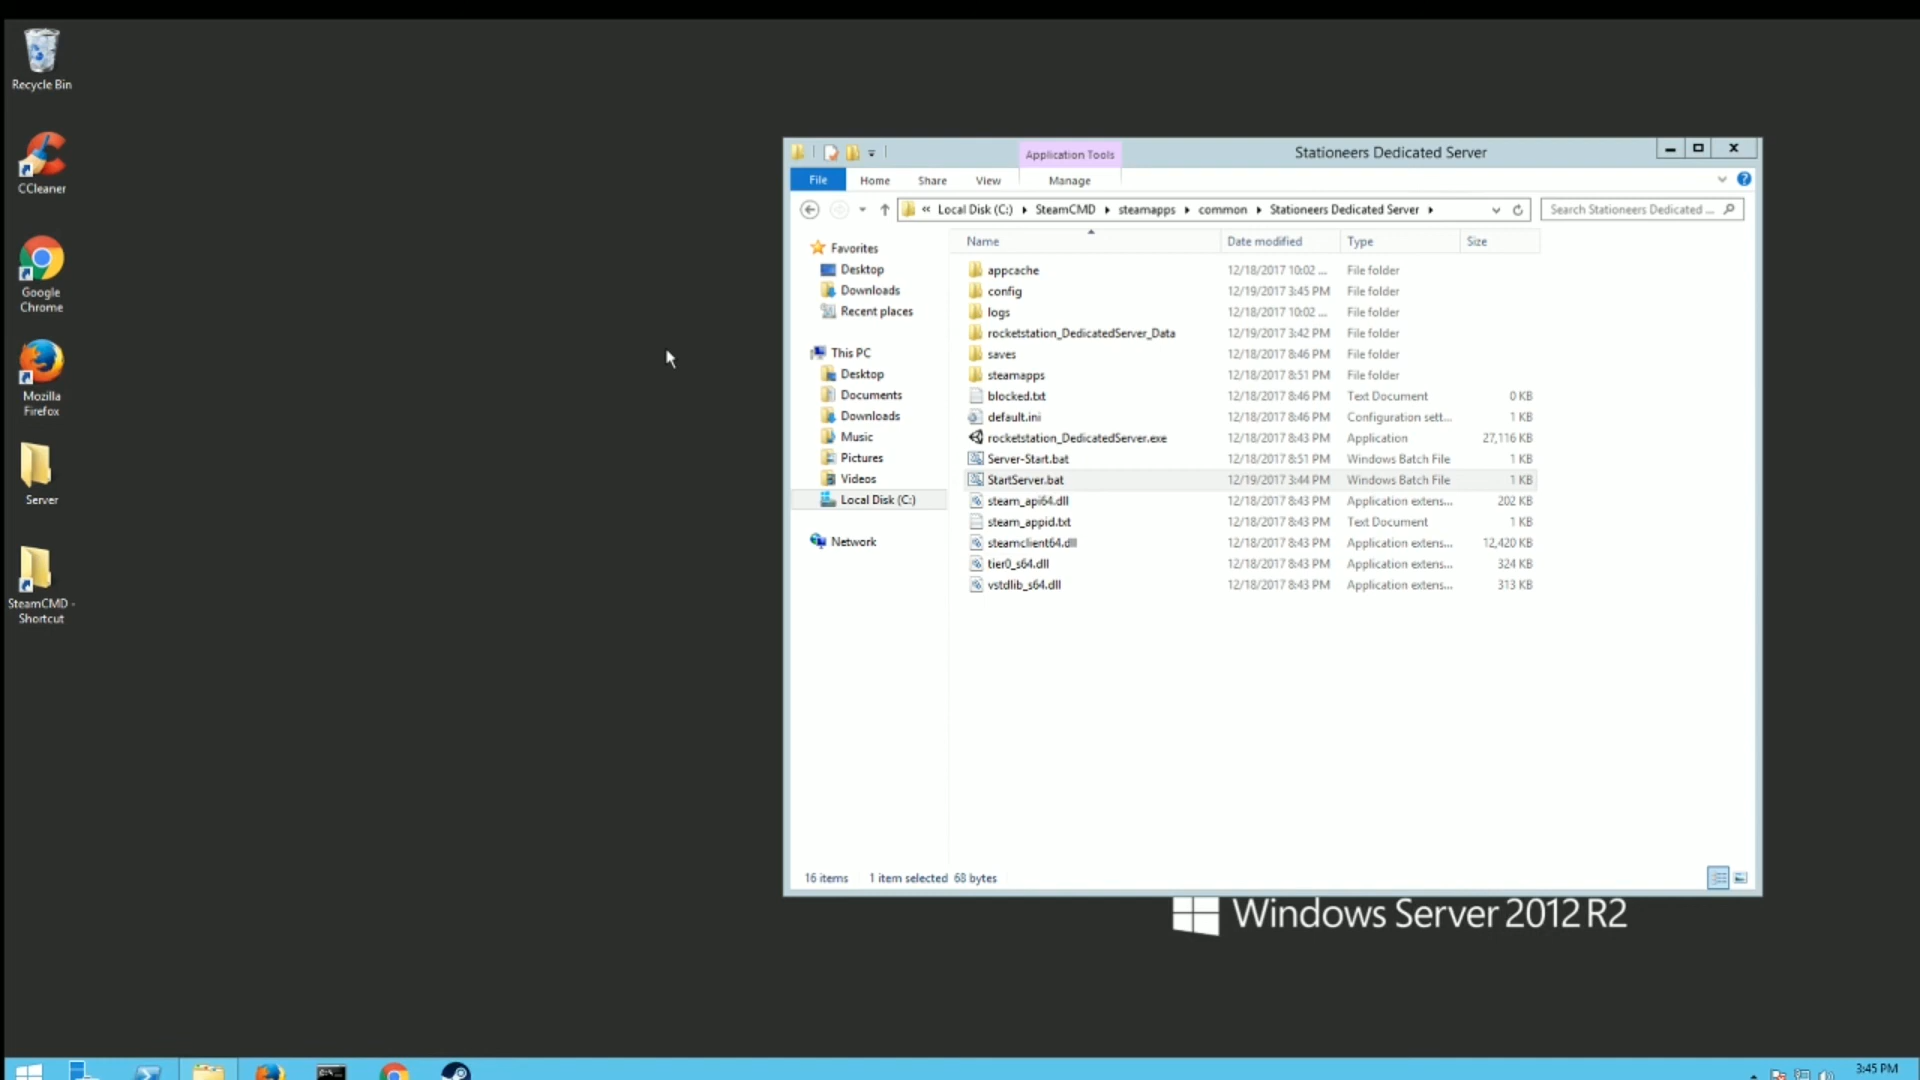 Recycle Bin
CCleaner
Google
Chrome
Mozilla
Firefox
Server
SteamCMD -
Shortcut
Application Tools
Stationeers Dedicated Server
File Home Share View Manage
« Local Disk (C:) SteamCMD steamapps common Stationeers Dedicated Server
Search Stationeers Dedicated ...
Favorites
Desktop
Downloads
Recent places
This PC
Desktop
Documents
Downloads
Music
Pictures
Videos
Local Disk (C:)
Network
Name Date modified Type Size
appcache 12/18/2017 10:02 ... File folder
config 12/19/2017 3:45 PM File folder
logs 12/18/2017 10:02 ... File folder
rocketstation_DedicatedServer_Data 12/19/2017 3:42 PM File folder
saves 12/18/2017 8:46 PM File folder
steamapps 12/18/2017 8:51 PM File folder
blocked.txt 12/18/2017 8:46 PM Text Document 0 KB
default.ini 12/18/2017 8:46 PM Configuration sett... 1 KB
rocketstation_DedicatedServer.exe 12/18/2017 8:43 PM Application 27,116 KB
Server-Start.bat 12/18/2017 8:51 PM Windows Batch File 1 KB
StartServer.bat 12/19/2017 3:44 PM Windows Batch File 1 KB
steam_api64.dll 12/18/2017 8:43 PM Application extens... 202 KB
steam_appid.txt 12/18/2017 8:43 PM Text Document 1 KB
steamclient64.dll 12/18/2017 8:43 PM Application extens... 12,420 KB
tier0_s64.dll 12/18/2017 8:43 PM Application extens... 324 KB
vstdlib_s64.dll 12/18/2017 8:43 PM Application extens... 313 KB
16 items 1 item selected 68 bytes
Windows Server 2012 R2
3:45 PM